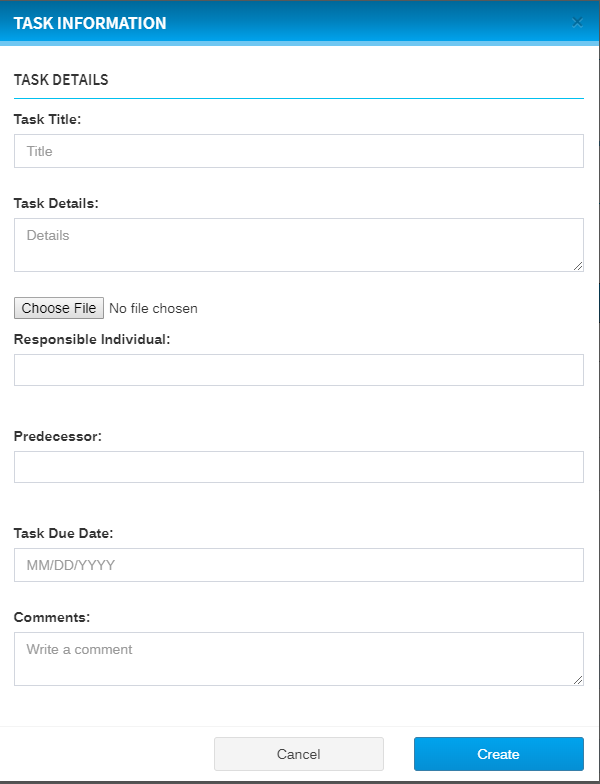 TASK INFORMATION ×
TASK DETAILS
Task Title:
Title
Task Details:
Details
Choose File No file chosen
Responsible Individual:
Predecessor:
Task Due Date:
MM/DD/YYYY
Comments:
Write a comment
Cancel Create